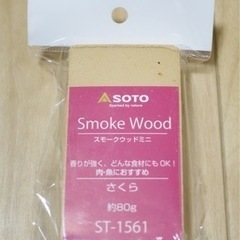 SOTO
Sparked by nature
Smoke Wood
スモークウッドミニ
香りが強く、どんな食材にもOK!
肉・魚におすすめ
さくら
約80g
ST-1561